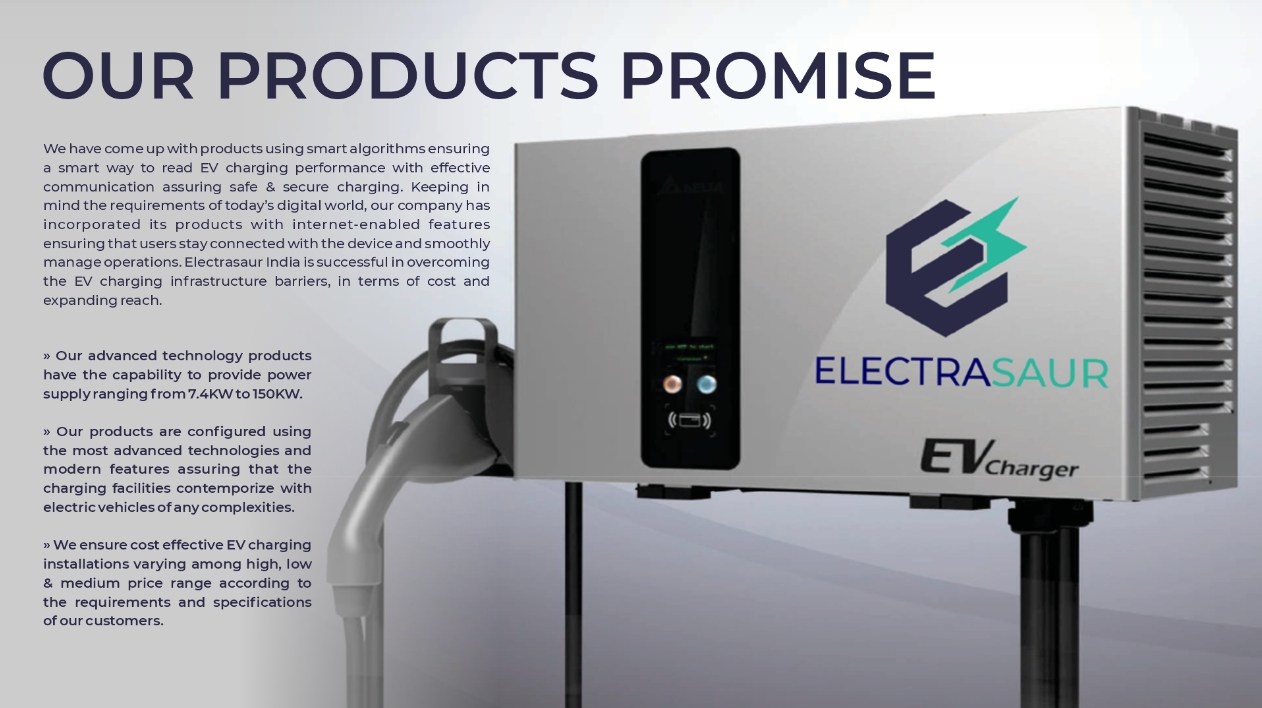 OUR PRODUCTS PROMISE
We have come up with products using smart algorithms ensuring
a smart way to read EV charging performance with effective
communication assuring safe & secure charging. Keeping in
mind the requirements of today's digital world, our company has
incorporated its products with internet-enabled features
ensuring that users stay connected with the device and smoothly
manage operations. Electrasaur India is successful in overcoming
the EV charging infrastructure barriers, in terms of cost and
expanding reach.
» Our advanced technology products
have the capability to provide power
supply ranging from 7.4KW to 150KW.
» Our products are configured using
the most advanced technologies and
modern features assuring that the
charging facilities contemporize with
electric vehicles of any complexities.
» We ensure cost effective EV charging
installations varying among high, low
& medium price range according to
the requirements and specifications
of our customers.
ELECTRASAUR
EV Charger